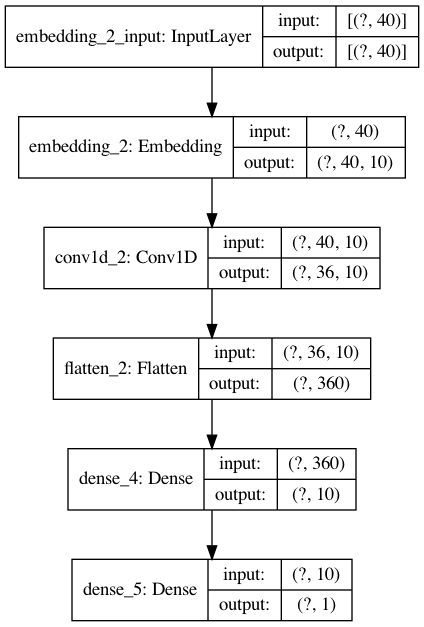 embedding_2_input: InputLayer
input: [(?, 40)]
output: [(?, 40)]
embedding_2: Embedding
input: (?, 40)
output: (?, 40, 10)
conv1d_2: Conv1D
input: (?, 40, 10)
output: (?, 36, 10)
flatten_2: Flatten
input: (?, 36, 10)
output: (?, 360)
dense_4: Dense
input: (?, 360)
output: (?, 10)
dense_5: Dense
input: (?, 10)
output: (?, 1)